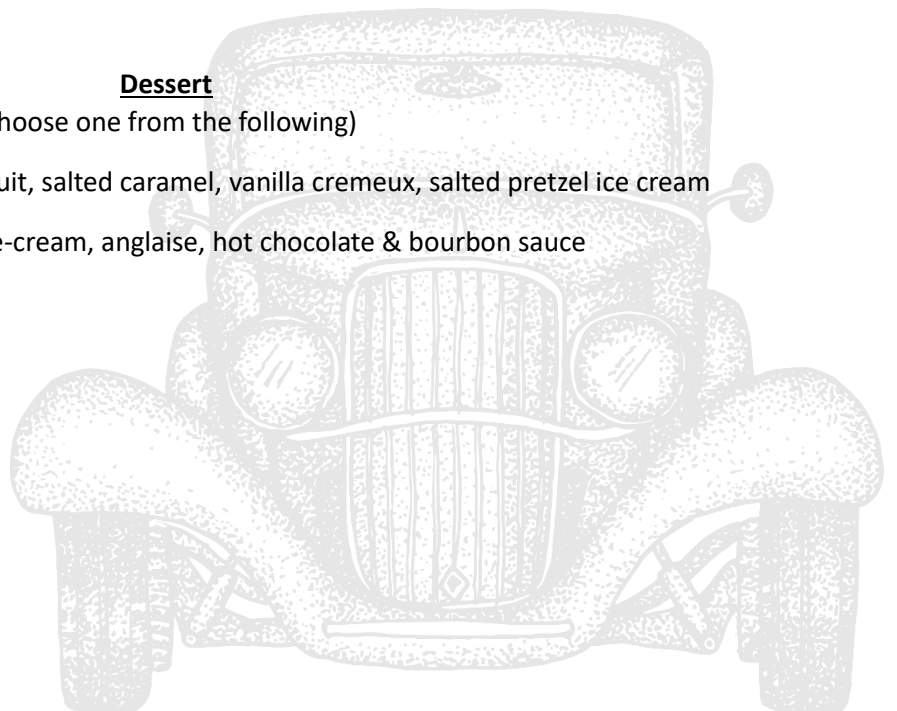 Dessert
hoose one from the following)
uit, salted caramel, vanilla cremeux, salted pretzel ice cream
e-cream, anglaise, hot chocolate & bourbon sauce